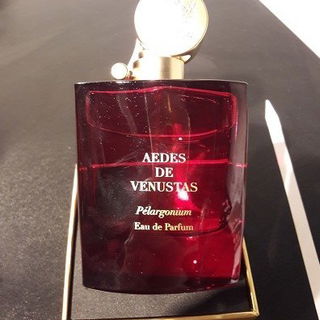 AEDES
DE
VENUSTAS
Pélargonium
Eau de Parfum